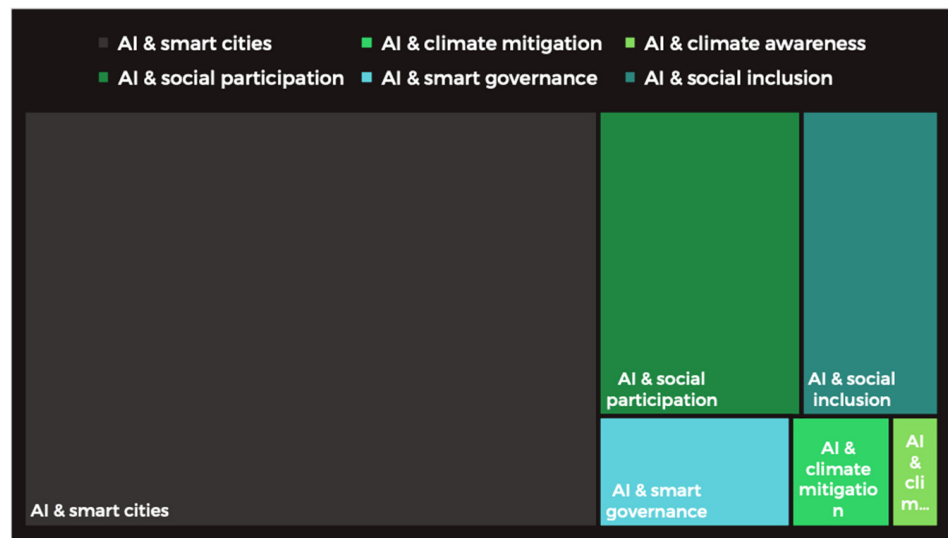 AI & smart cities
AI & climate mitigation
AI & climate awareness
AI & social participation
AI & smart governance
AI & social inclusion
AI & smart cities
AI & social
participation
AI & social
inclusion
AI & smart
governance
AI &
climate
mitigatio
n
AI
&
cli
m...